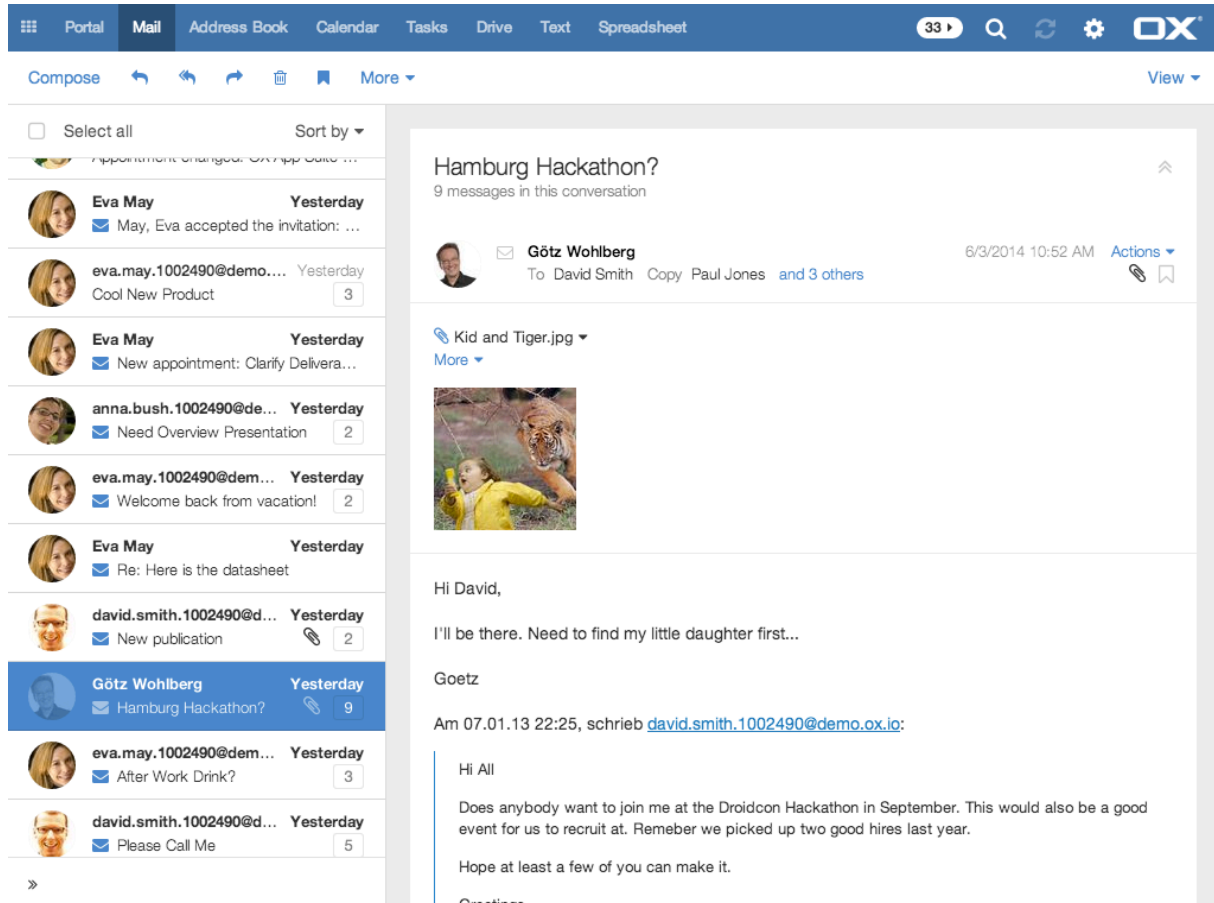 Portal Mail Address Book Calendar Tasks Drive Text Spreadsheet 33 OX
Compose More View
Select all Sort by
Appointment changed: OX App Suite ...
Eva May Yesterday
May, Eva accepted the invitation: ...
eva.may.1002490@demo.... Yesterday
Cool New Product 3
Eva May Yesterday
New appointment: Clarify Delivera...
anna.bush.1002490@de... Yesterday
Need Overview Presentation 2
eva.may.1002490@dem... Yesterday
Welcome back from vacation! 2
Eva May Yesterday
Re: Here is the datasheet
david.smith.1002490@d... Yesterday
New publication 2
Götz Wohlberg Yesterday
Hamburg Hackathon? 9
eva.may.1002490@dem... Yesterday
After Work Drink? 3
david.smith.1002490@d... Yesterday
Please Call Me 5
Hamburg Hackathon?
9 messages in this conversation
Götz Wohlberg 6/3/2014 10:52 AM Actions
To David Smith Copy Paul Jones and 3 others
Kid and Tiger.jpg
More
Hi David,
I'll be there. Need to find my little daughter first...
Goetz
Am 07.01.13 22:25, schrieb david.smith.1002490@demo.ox.io:
Hi All
Does anybody want to join me at the Droidcon Hackathon in September. This would also be a good
event for us to recruit at. Remeber we picked up two good hires last year.
Hope at least a few of you can make it.
Greetings